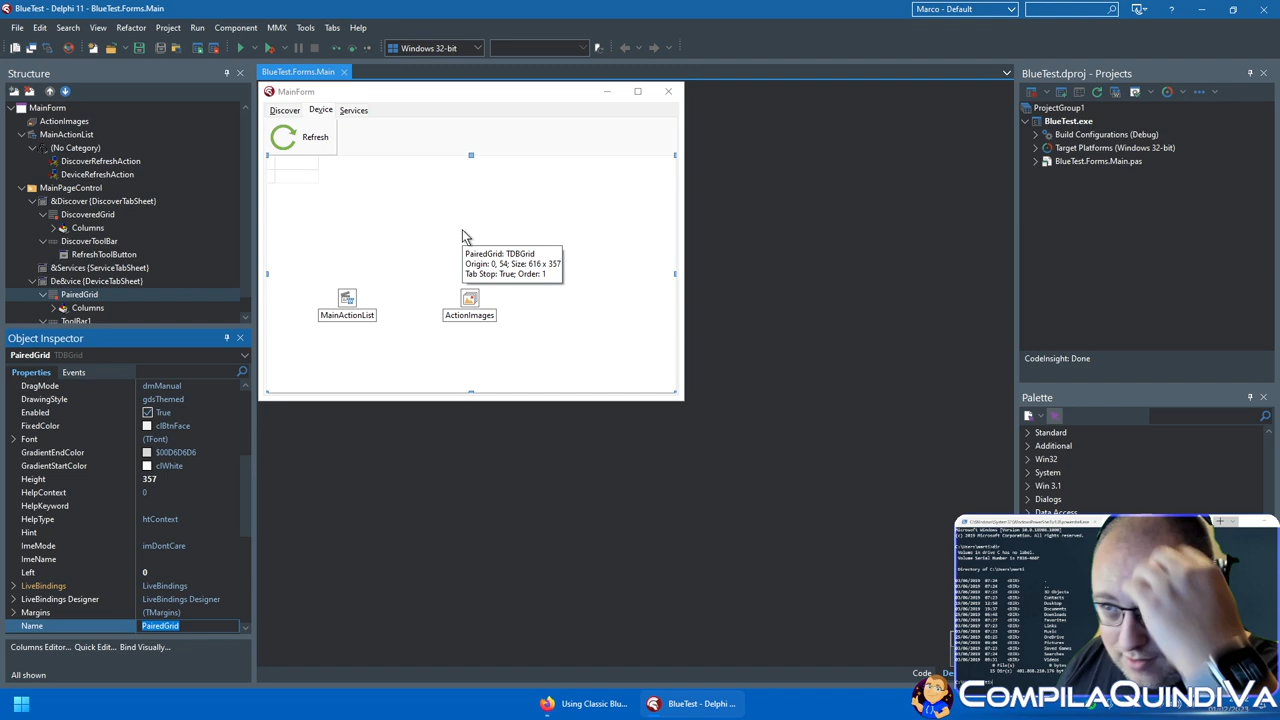 BlueTest - Delphi 11 - BlueTest.Forms.Main
Marco - Default
File Edit Search View Refactor Project Run Component MMX Tools Tabs Help
Windows 32-bit
Structure
MainForm
ActionImages
MainActionList
(No Category)
DiscoverRefreshAction
DeviceRefreshAction
MainPageControl
&Discover {DiscoverTabSheet}
DiscoveredGrid
Columns
DiscoverToolBar
RefreshToolButton
&Services {ServiceTabSheet}
De&vice {DeviceTabSheet}
PairedGrid
Columns
ToolBar1
Object Inspector
PairedGrid TDBGrid
Properties Events
DragMode dmManual
DrawingStyle gdsThemed
Enabled True
FixedColor clBtnFace
Font (TFont)
GradientEndColor $00D6D6D6
GradientStartColor clWhite
Height 357
HelpContext 0
HelpKeyword
HelpType htContext
Hint
ImeMode imDontCare
ImeName
Left 0
LiveBindings LiveBindings
LiveBindings Designer LiveBindings Designer
Margins (TMargins)
Name PairedGrid
Columns Editor... Quick Edit... Bind Visually...
All shown
BlueTest.Forms.Main
MainForm
Discover Device Services
Refresh
PairedGrid: TDBGrid
Origin: 0, 54; Size: 616 x 357
Tab Stop: True; Order: 1
MainActionList
ActionImages
Code
BlueTest.dproj - Projects
ProjectGroup1
BlueTest.exe
Build Configurations (Debug)
Target Platforms (Windows 32-bit)
BlueTest.Forms.Main.pas
CodeInsight: Done
Palette
Standard
Additional
Win32
System
Win 3.1
Dialogs
Data Access
Using Classic Blu...
BlueTest - Delphi ...
CompilaQuindiVa